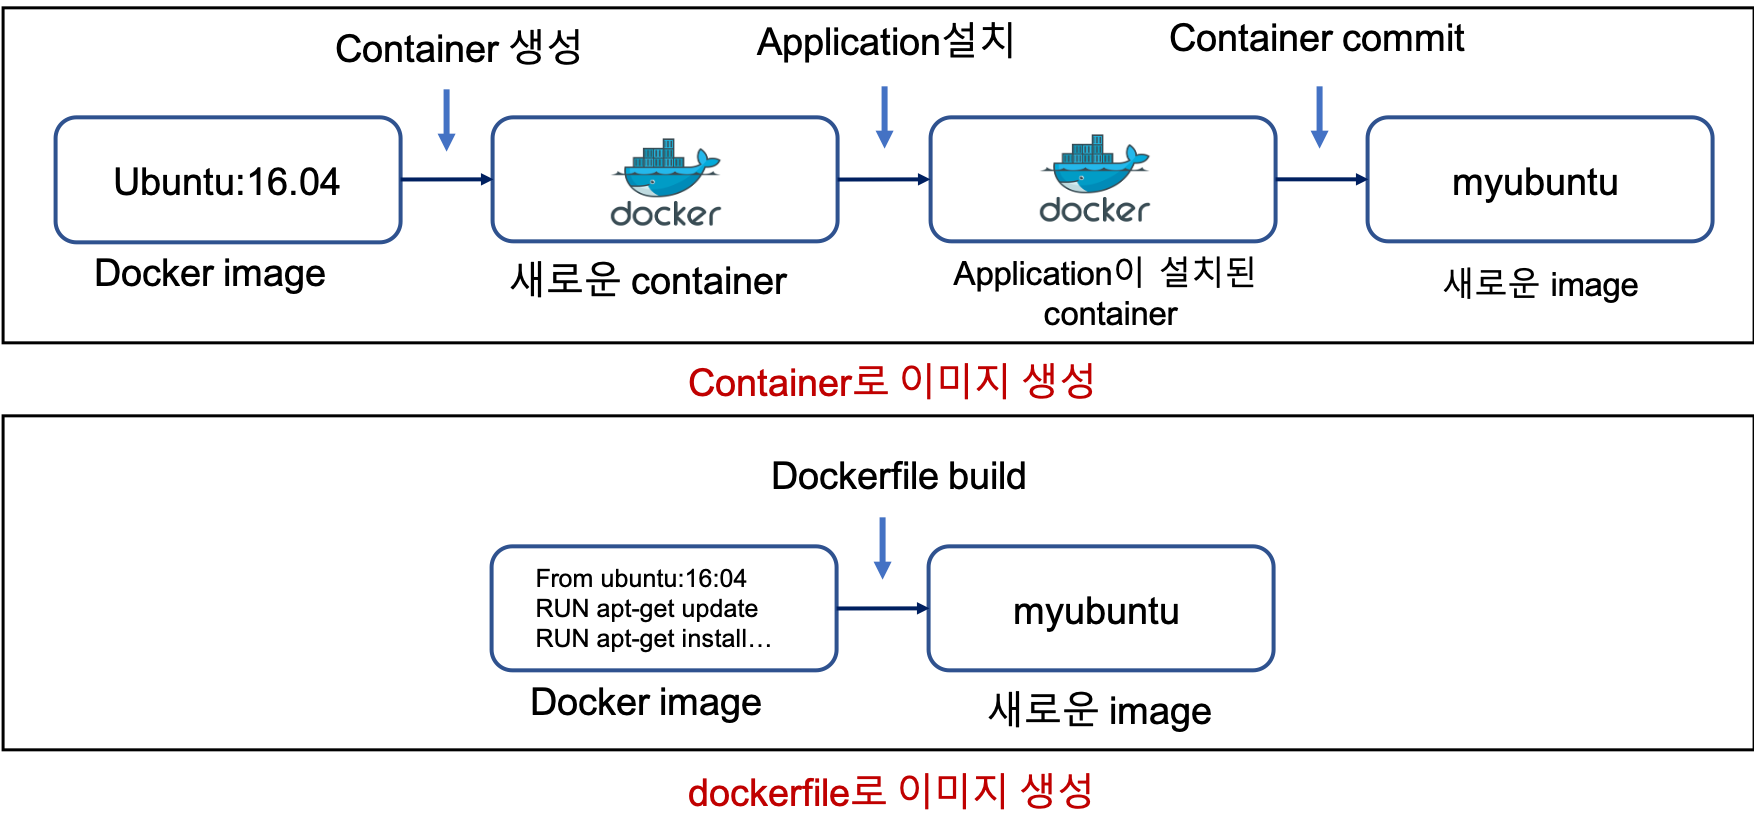 Container 생성
Application설치
Container commit
Ubuntu:16.04
docker
docker
myubuntu
Docker image
새로운 container
Application이 설치된
container
새로운 image
Container로 이미지 생성
Dockerfile build
From ubuntu:16:04
RUN apt-get update
RUN apt-get install…
myubuntu
Docker image
새로운 image
dockerfile로 이미지 생성